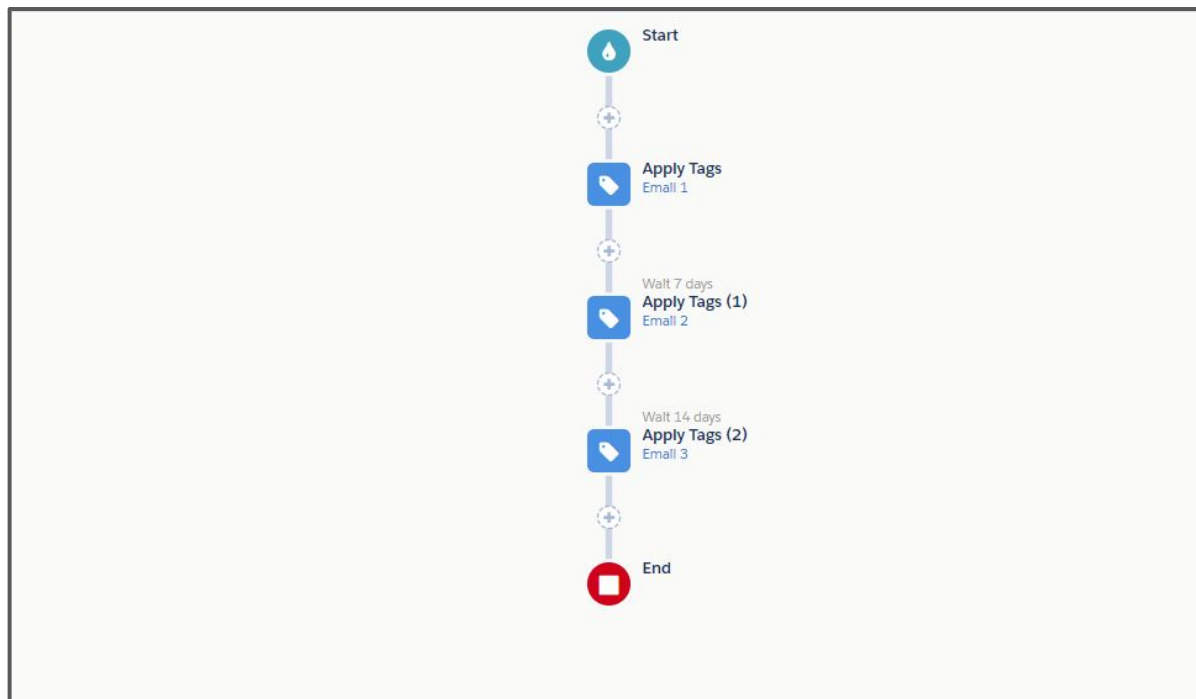 Start
Apply Tags
Email 1
Wait 7 days
Apply Tags (1)
Email 2
Wait 14 days
Apply Tags (2)
Email 3
End